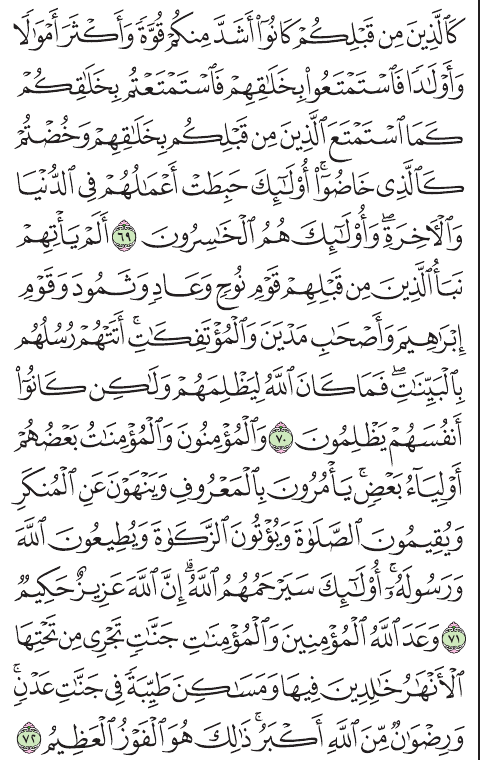 كَٱلَّذِينَ مِن قَبْلِكُمْ كَانُوٓا۟ أَشَدَّ مِنكُمْ قُوَّةً وَأَكْثَرَ أَمْوَٰلًا
وَأَوْلَـٰدًا فَٱسْتَمْتَعُوا۟ بِخَلَـٰقِهِمْ فَٱسْتَمْتَعْتُم بِخَلَـٰقِكُمْ
كَمَا ٱسْتَمْتَعَ ٱلَّذِينَ مِن قَبْلِكُم بِخَلَـٰقِهِمْ وَخُضْتُمْ
كَٱلَّذِى خَاضُوٓا۟ ۚ أُو۟لَـٰٓئِكَ حَبِطَتْ أَعْمَـٰلُهُمْ فِى ٱلدُّنْيَا
وَٱلْـَٔاخِرَةِ ۖ وَأُو۟لَـٰٓئِكَ هُمُ ٱلْخَـٰسِرُونَ ٦٩ أَلَمْ يَأْتِهِمْ
نَبَأُ ٱلَّذِينَ مِن قَبْلِهِمْ قَوْمِ نُوحٍ وَعَادٍ وَثَمُودَ وَقَوْمِ
إِبْرَٰهِيمَ وَأَصْحَـٰبِ مَدْيَنَ وَٱلْمُؤْتَفِكَـٰتِ ۚ أَتَتْهُمْ رُسُلُهُم
بِٱلْبَيِّنَـٰتِ ۖ فَمَا كَانَ ٱللَّهُ لِيَظْلِمَهُمْ وَلَـٰكِن كَانُوٓا۟
أَنفُسَهُمْ يَظْلِمُونَ ٧٠ وَٱلْمُؤْمِنُونَ وَٱلْمُؤْمِنَـٰتُ بَعْضُهُمْ
أَوْلِيَآءُ بَعْضٍ ۚ يَأْمُرُونَ بِٱلْمَعْرُوفِ وَيَنْهَوْنَ عَنِ ٱلْمُنكَرِ
وَيُقِيمُونَ ٱلصَّلَوٰةَ وَيُؤْتُونَ ٱلزَّكَوٰةَ وَيُطِيعُونَ ٱللَّهَ
وَرَسُولَهُۥٓ ۚ أُو۟لَـٰٓئِكَ سَيَرْحَمُهُمُ ٱللَّهُ ۗ إِنَّ ٱللَّهَ عَزِيزٌ حَكِيمٌ
٧١ وَعَدَ ٱللَّهُ ٱلْمُؤْمِنِينَ وَٱلْمُؤْمِنَـٰتِ جَنَّـٰتٍ تَجْرِى مِن تَحْتِهَا
ٱلْأَنْهَـٰرُ خَـٰلِدِينَ فِيهَا وَمَسَـٰكِنَ طَيِّبَةً فِى جَنَّـٰتِ عَدْنٍ ۚ
وَرِضْوَٰنٌ مِّنَ ٱللَّهِ أَكْبَرُ ۚ ذَٰلِكَ هُوَ ٱلْفَوْزُ ٱلْعَظِيمُ ٧٢